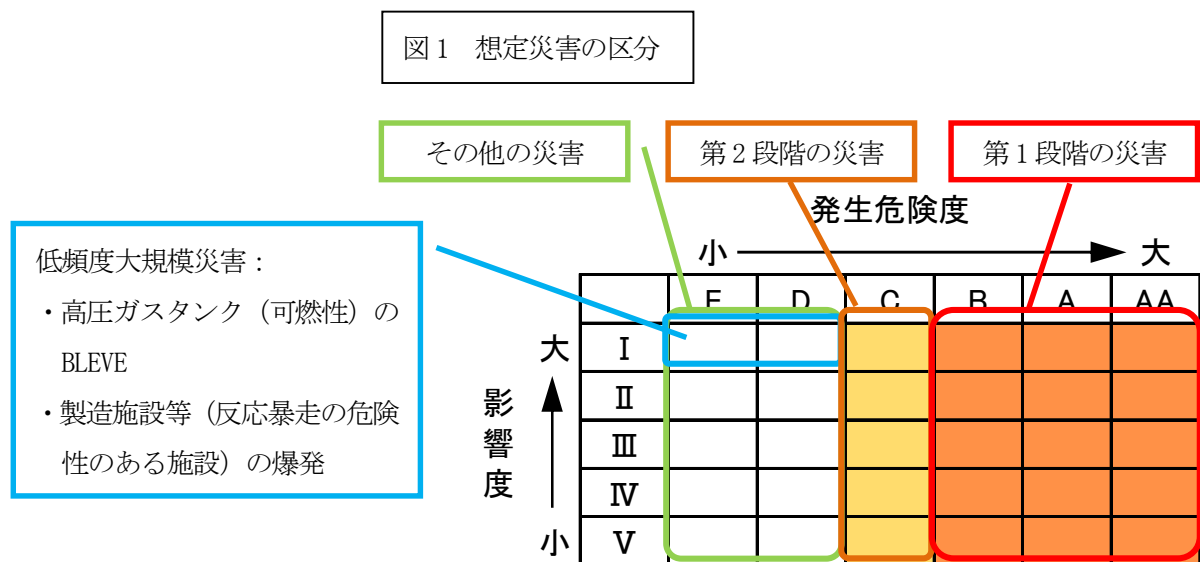 図1 想定災害の区分
その他の災害
第2段階の災害
第1段階の災害
発生危険度
小
大
低頻度大規模災害：
・高圧ガスタンク（可燃性）の
BLEVE
・製造施設等（反応暴走の危険
性のある施設）の爆発
E D C B A AA
大
影響度
小
Ⅰ
Ⅱ
Ⅲ
Ⅳ
Ⅴ